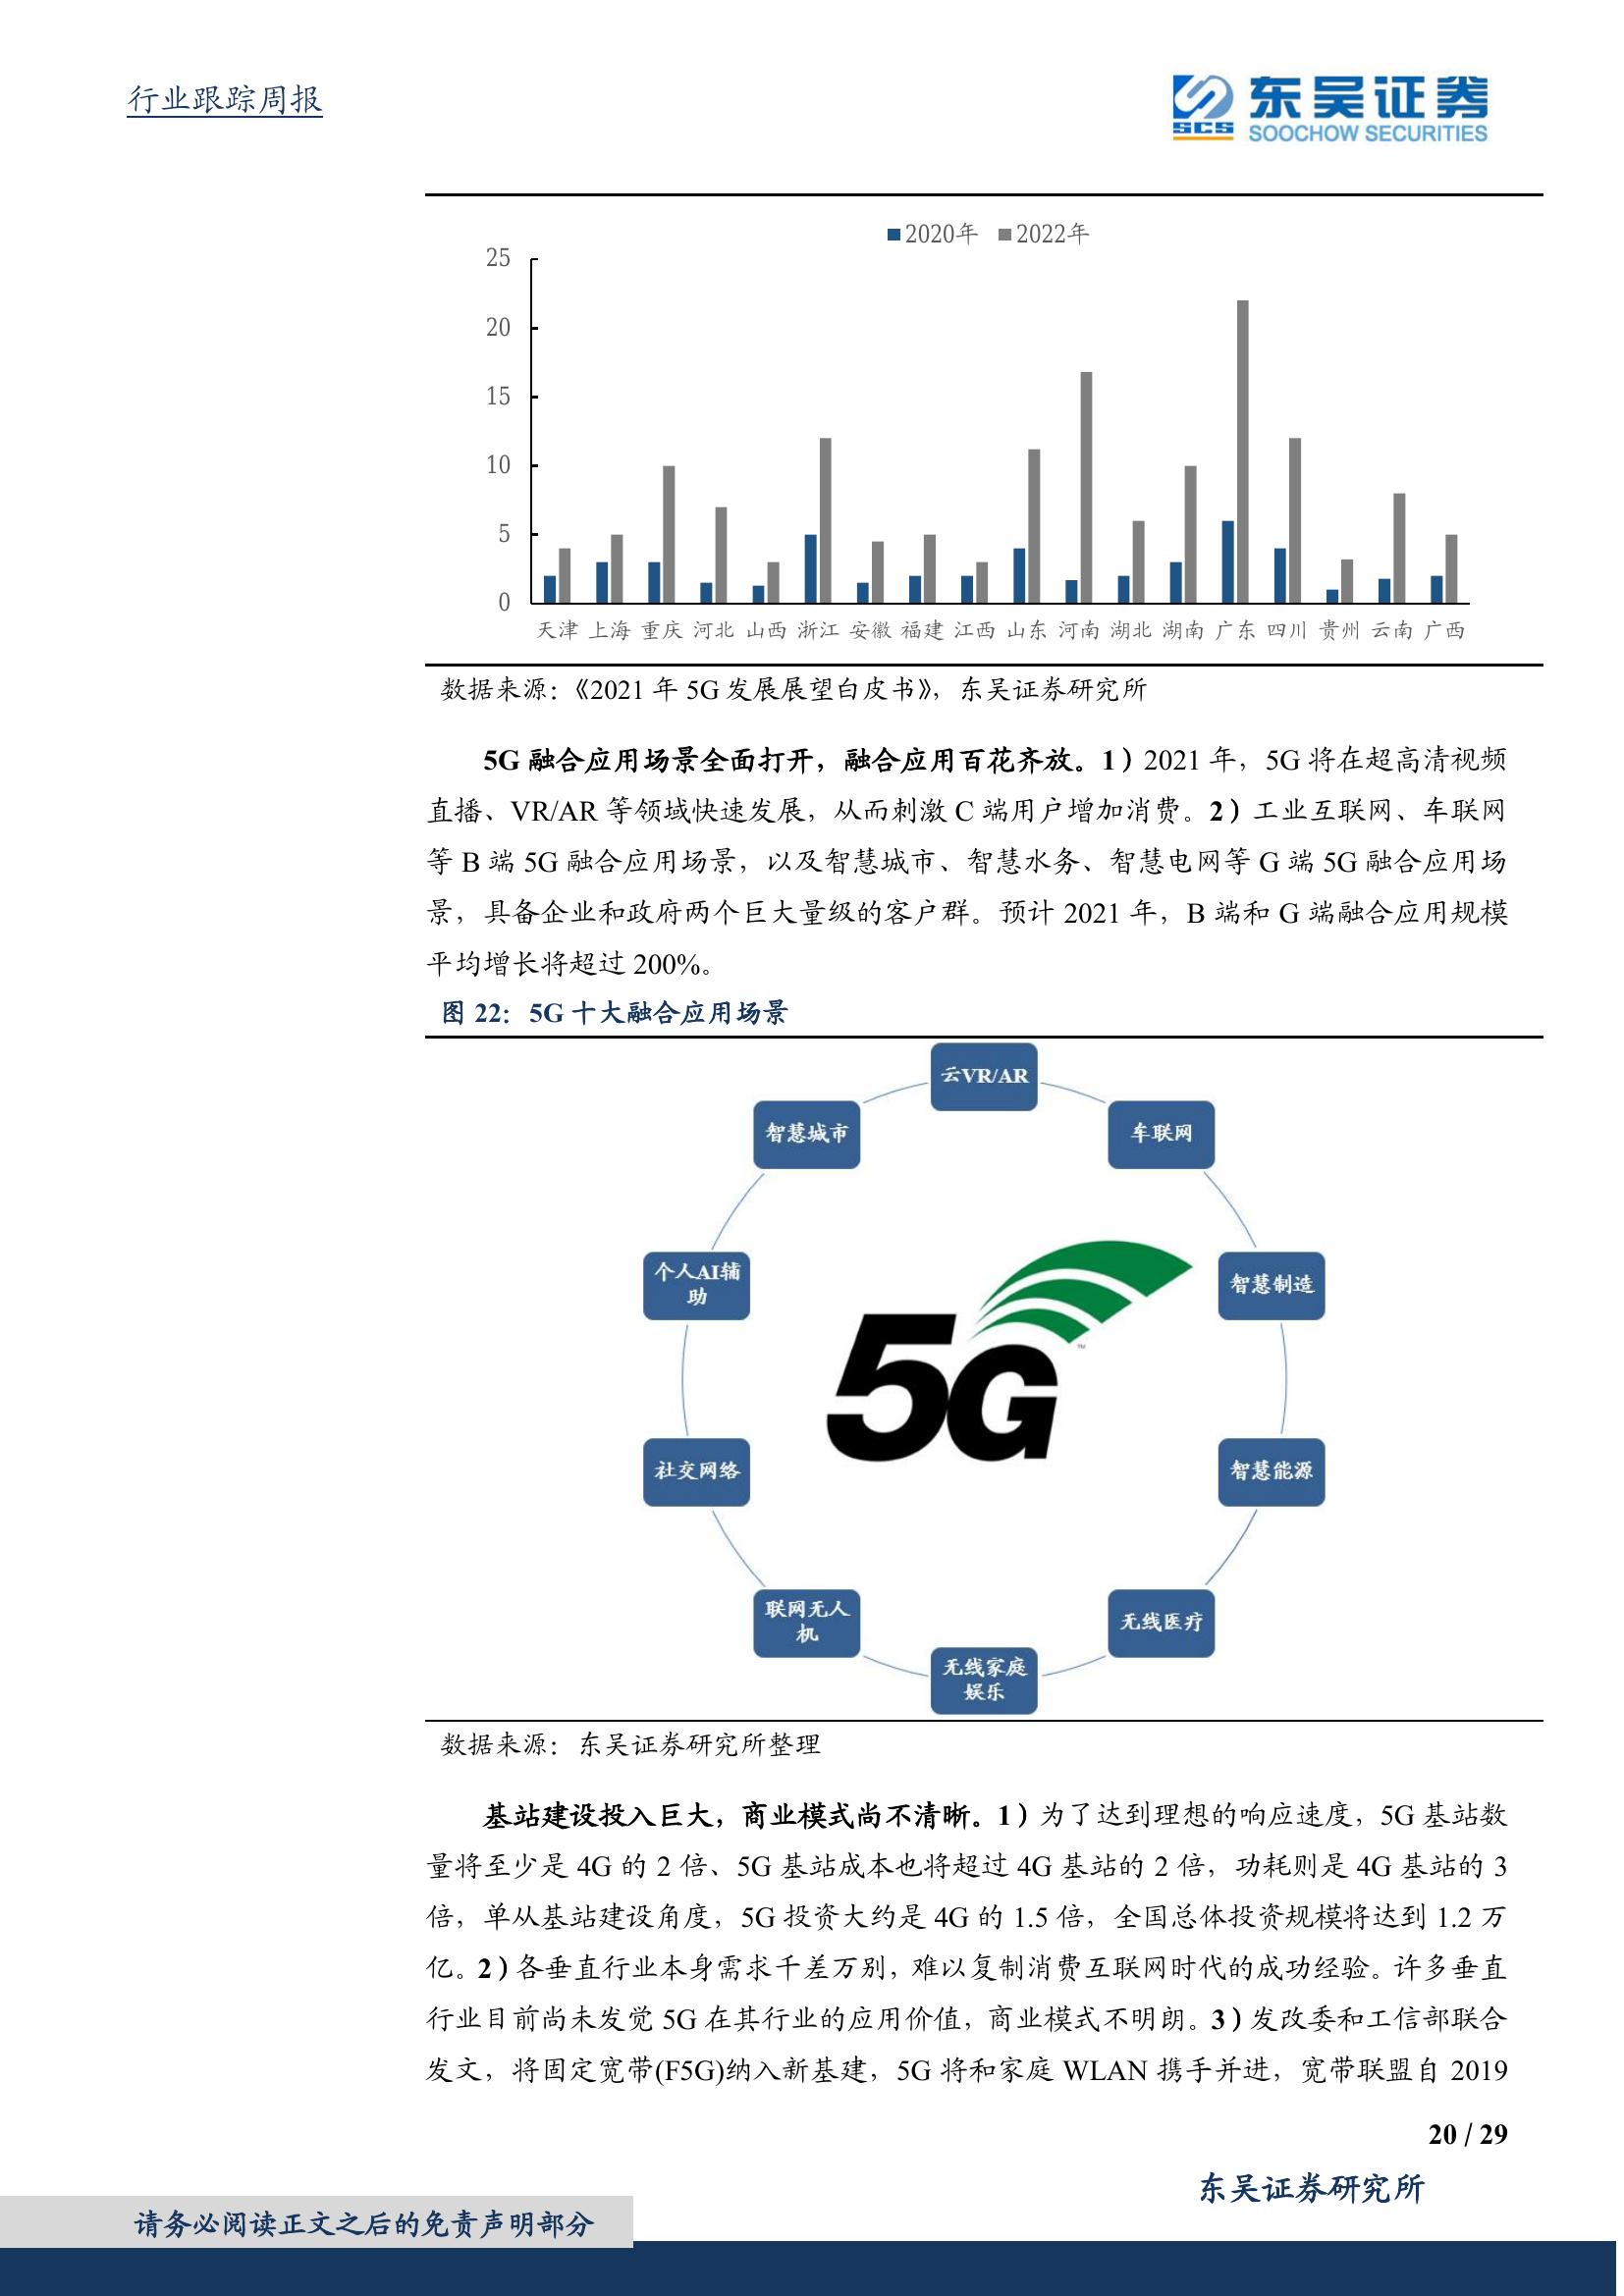 行业跟踪周报
东吴证券
SCS
SOOCHOW SECURITIES
2020年 2022年
25
20
15
10
5
0
天津 上海 重庆 河北 山西 浙江 安徽 福建 江西 山东 河南 湖北 湖南 广东 四川 贵州 云南 广西
数据来源：《2021 年 5G 发展展望白皮书》，东吴证券研究所
5G 融合应用场景全面打开，融合应用百花齐放。1）2021 年，5G 将在超高清视频
直播、VR/AR 等领域快速发展，从而刺激 C 端用户增加消费。2）工业互联网、车联网
等 B 端 5G 融合应用场景，以及智慧城市、智慧水务、智慧电网等 G 端 5G 融合应用场
景，具备企业和政府两个巨大量级的客户群。预计 2021 年，B 端和 G 端融合应用规模
平均增长将超过 200%。
图 22：5G 十大融合应用场景
云VR/AR
智慧城市
车联网
个人AI辅
助
智慧制造
5G
TM
社交网络
智慧能源
联网无人
机
无线医疗
无线家庭
娱乐
数据来源：东吴证券研究所整理
基站建设投入巨大，商业模式尚不清晰。1）为了达到理想的响应速度，5G 基站数
量将至少是 4G 的 2 倍、5G 基站成本也将超过 4G 基站的 2 倍，功耗则是 4G 基站的 3
倍，单从基站建设角度，5G 投资大约是 4G 的 1.5 倍，全国总体投资规模将达到 1.2 万
亿。2）各垂直行业本身需求千差万别，难以复制消费互联网时代的成功经验。许多垂直
行业目前尚未发觉 5G 在其行业的应用价值，商业模式不明朗。3）发改委和工信部联合
发文，将固定宽带(F5G)纳入新基建，5G 将和家庭 WLAN 携手并进，宽带联盟自 2019
20 / 29
东吴证券研究所
请务必阅读正文之后的免责声明部分